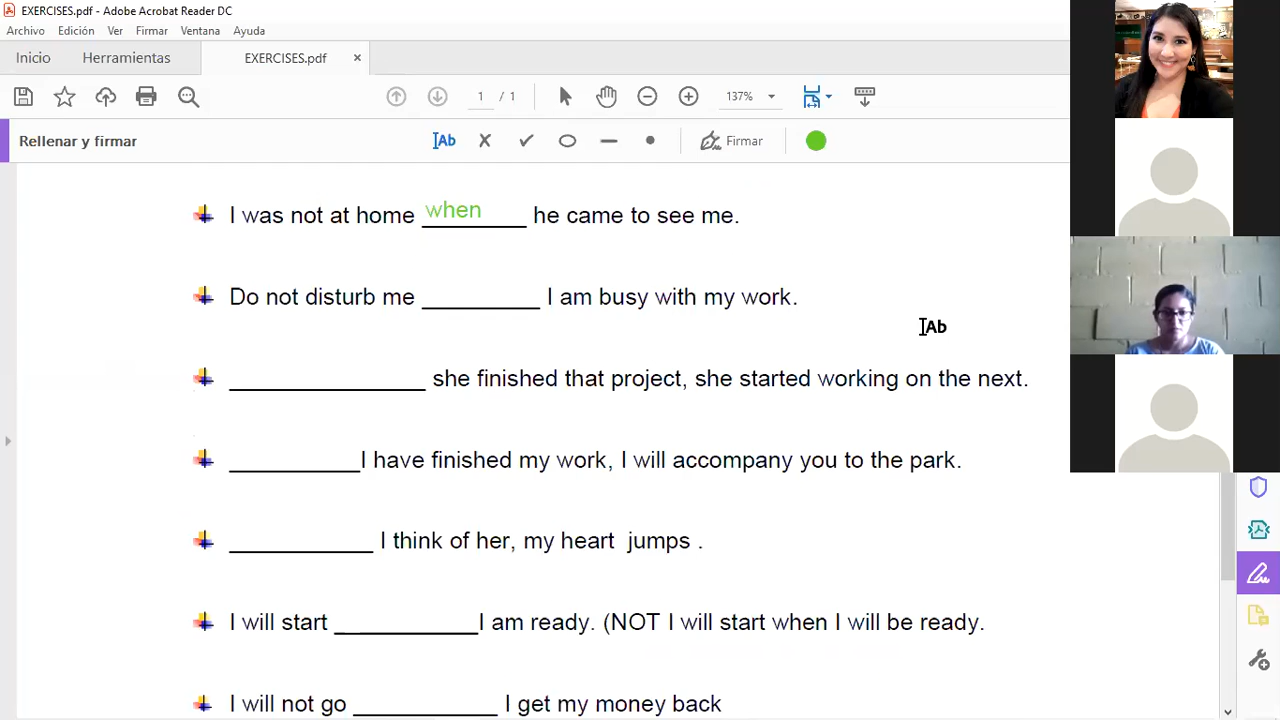 EXERCISES.pdf - Adobe Acrobat Reader DC
Archivo Edición Ver Firmar Ventana Ayuda
Inicio Herramientas EXERCISES.pdf ×
1 / 1 137%
Rellenar y firmar Ab Firmar
I was not at home when he came to see me.
Do not disturb me __________ I am busy with my work.
Ab
________________ she finished that project, she started working on the next.
___________I have finished my work, I will accompany you to the park.
____________ I think of her, my heart jumps .
I will start ____________I am ready. (NOT I will start when I will be ready.
I will not go ____________ I get my money back